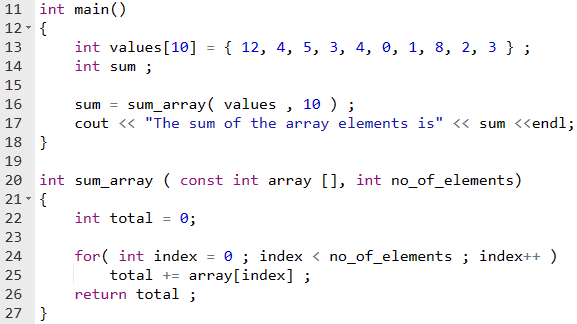 11 int main()
12 {
13 int values[10] = { 12, 4, 5, 3, 4, 0, 1, 8, 2, 3 } ;
14 int sum ;
15
16 sum = sum_array( values , 10 ) ;
17 cout << "The sum of the array elements is" << sum <<endl;
18 }
19
20 int sum_array ( const int array [], int no_of_elements)
21 {
22 int total = 0;
23
24 for( int index = 0 ; index < no_of_elements ; index++ )
25 total += array[index] ;
26 return total ;
27 }